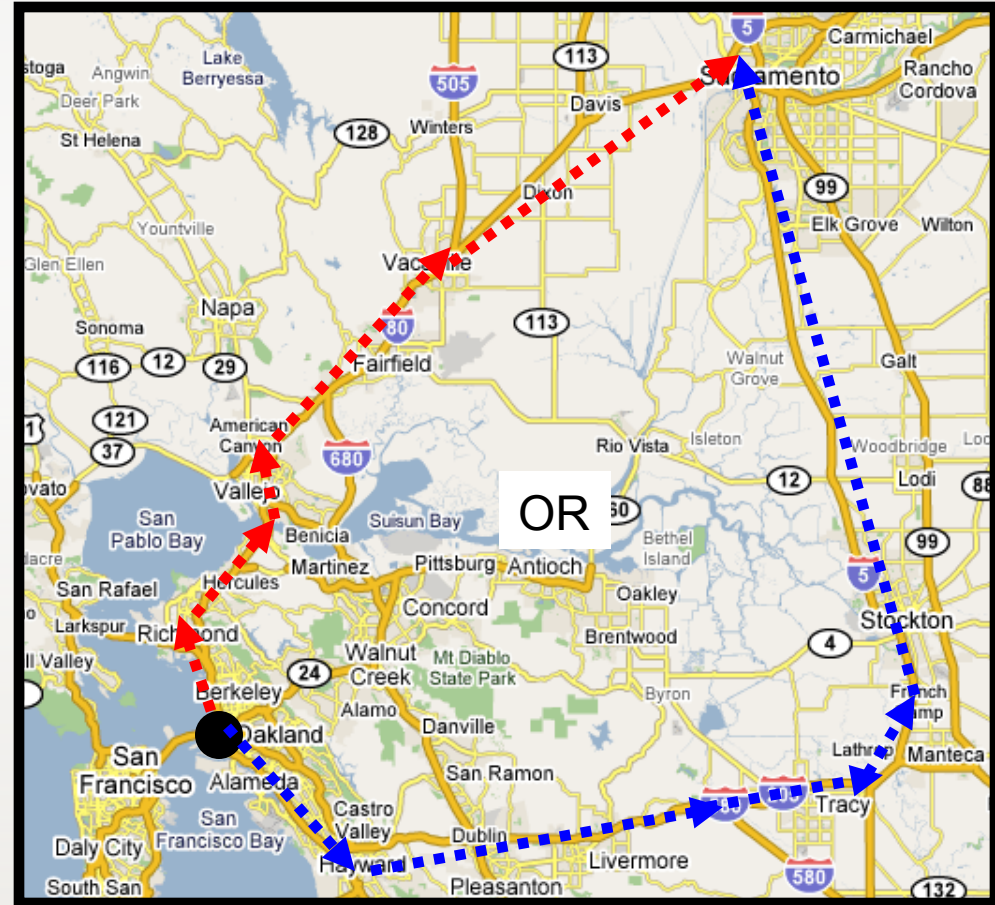 5
Carmichael
Lake
Berryessa
stoga
Angwin
113
505
Sacramento
Rancho
Cordova
Deer Park
Davis
St Helena
128
Winters
99
Dixon
Yountville
Elk Grove
Wilton
Glen Ellen
Vacaville
Napa
113
80
Sonoma
116
12
29
Fairfield
Walnut
Grove
Galt
121
American
Canyon
37
680
Rio Vista
Isleton
Woodbridge
Lodi
12
88
Vallejo
OR
60
San
Pablo Bay
Suisun Bay
Benicia
Bethel
Island
99
Martinez
Pittsburg
Antioch
5
San Rafael
Hercules
Oakley
Concord
Stockton
Larkspur
Richmond
Brentwood
4
Walnut
Creek
Mt Diablo
State Park
ll Valley
24
Berkeley
Byron
Alamo
Oakland
Danville
Lathrop
Manteca
San
Francisco
Alameda
San Ramon
Tracy
San
Francisco Bay
Castro
Valley
Daly City
Dublin
Hayward
Livermore
South San
Pleasanton
580
132